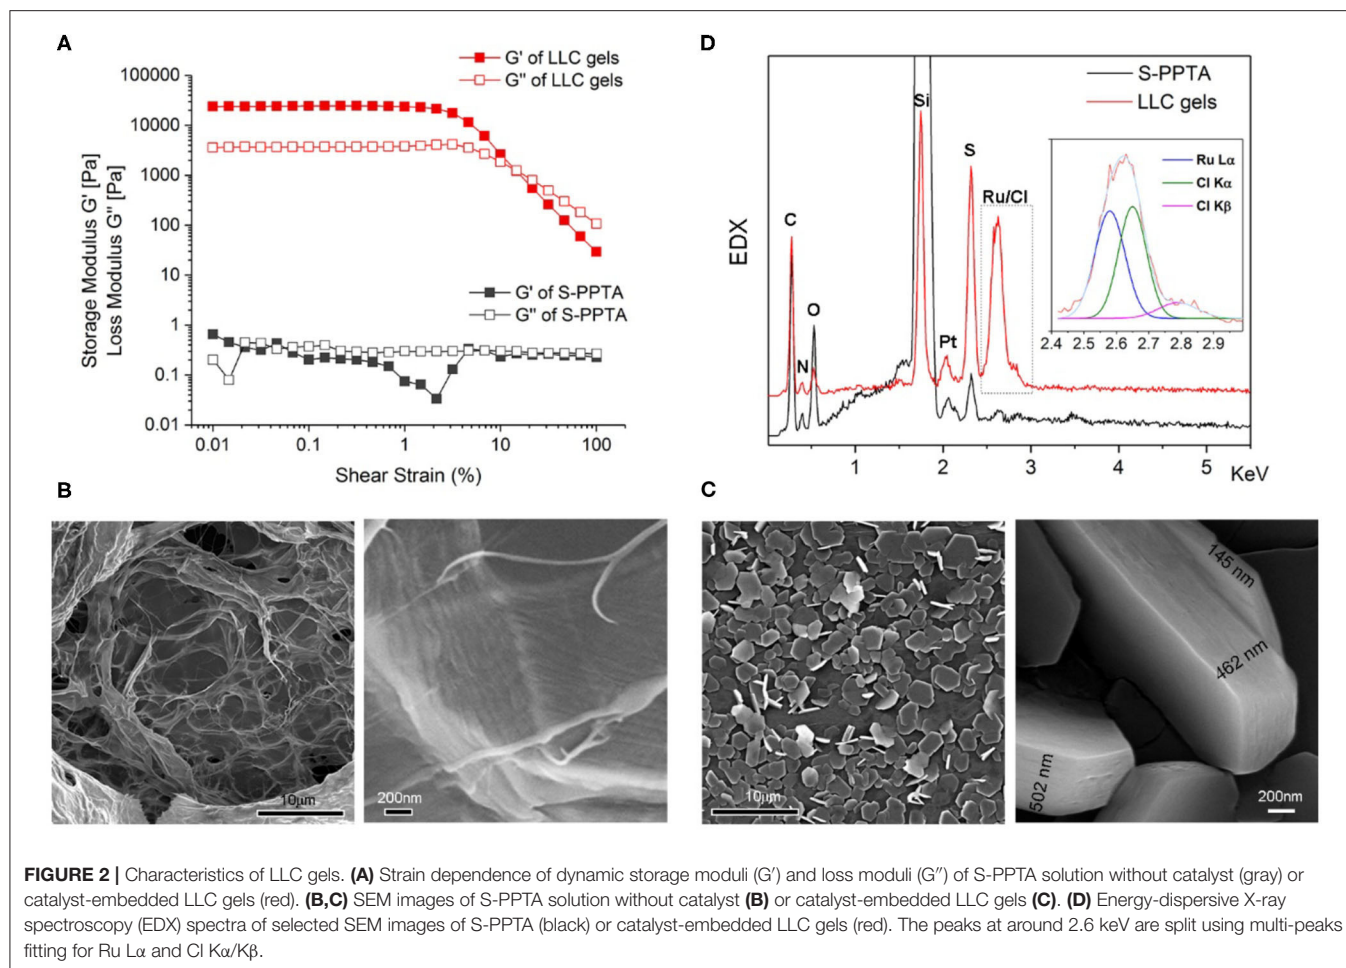 A
G' of LLC gels
G" of LLC gels
100000
10000
1000
100
10
1
0.1
0.01
Storage Modulus G' [Pa]
Loss Modulus G" [Pa]
G' of S-PPTA
G" of S-PPTA
0.01
0.1
1
10
100
Shear Strain (%)
D
S-PPTA
LLC gels
EDX
C
N
O
Si
Pt
S
Ru/Cl
Ru Lα
Cl Kα
Cl Kβ
2.4 2.5 2.6 2.7 2.8 2.9
1
2
3
4
5
KeV
B
10μm
200nm
C
10μm
145 nm
462 nm
502 nm
200nm
FIGURE 2 | Characteristics of LLC gels. (A) Strain dependence of dynamic storage moduli (G′) and loss moduli (G″) of S-PPTA solution without catalyst (gray) or
catalyst-embedded LLC gels (red). (B,C) SEM images of S-PPTA solution without catalyst (B) or catalyst-embedded LLC gels (C). (D) Energy-dispersive X-ray
spectroscopy (EDX) spectra of selected SEM images of S-PPTA (black) or catalyst-embedded LLC gels (red). The peaks at around 2.6 keV are split using multi-peaks
fitting for Ru Lα and Cl Kα/Kβ.